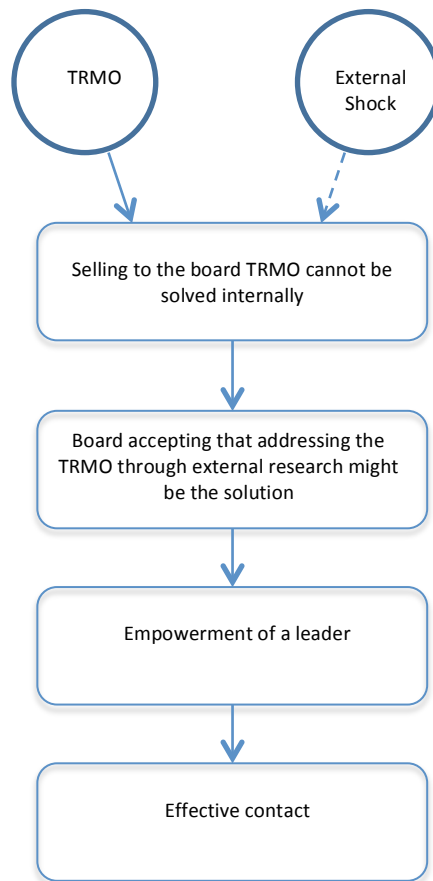 TRMO
External
Shock
Selling to the board TRMO cannot be
solved internally
Board accepting that addressing the
TRMO through external research might
be the solution
Empowerment of a leader
Effective contact